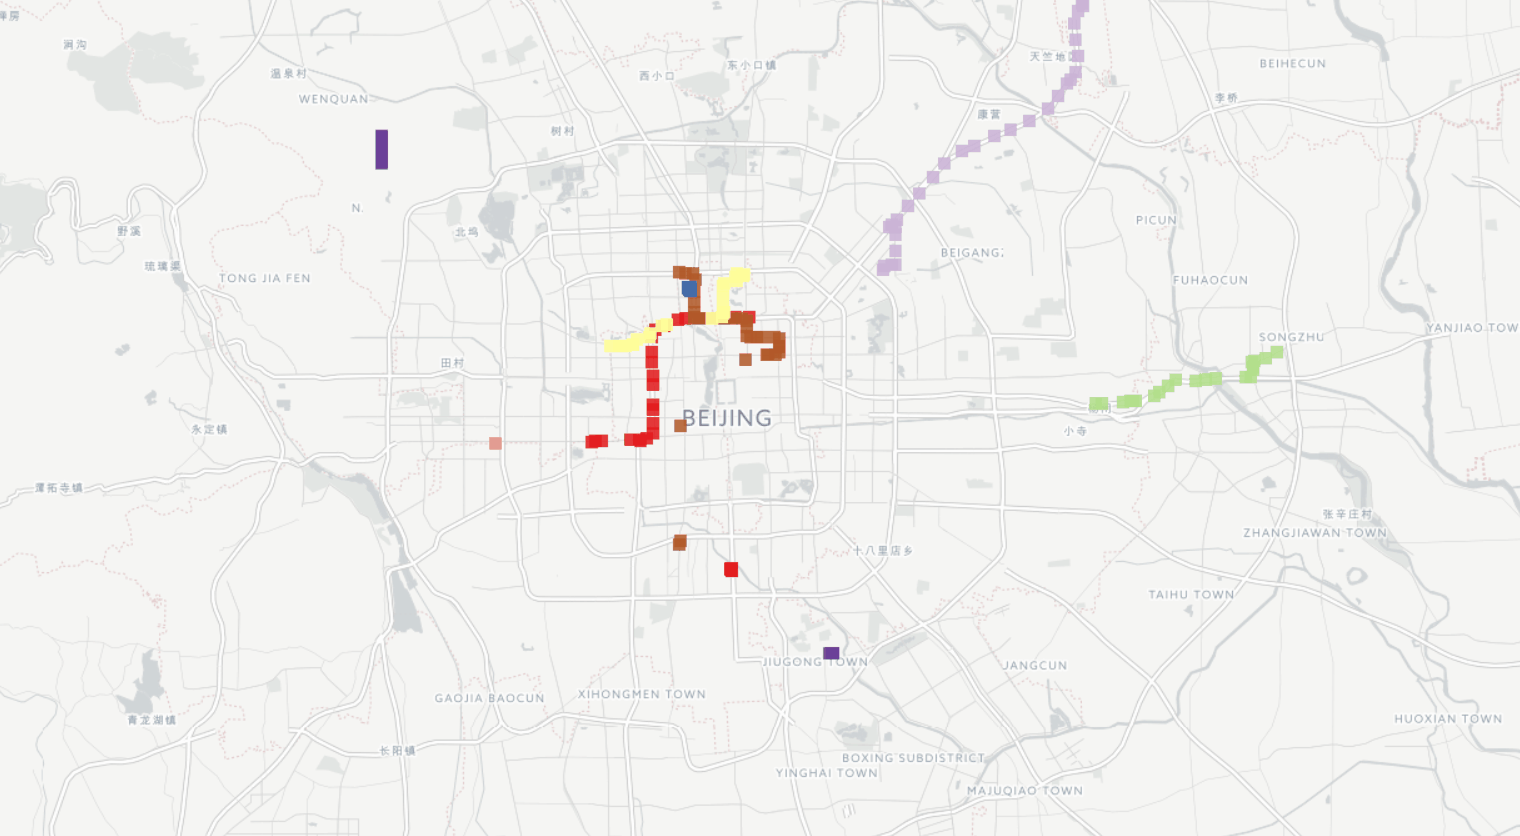 禅房
涧沟
温泉村
WENQUAN
西小口
东小口镇
天竺地
BEIHECUN
李桥
康营
树村
N.
野溪
北坞
PICUN
琉璃渠
TONG JIA FEN
BEIGANG
FUHAOCUN
SONGZHU
YANJIAO TOW
田村
BEIJING
永定镇
小寺
潭拓寺镇
张辛庄村
ZHANGJIAWAN TOWN
十八里店乡
TAIHU TOWN
JIUGONG TOWN
JANGCUN
GAOJIA BAOCUN
XIHONGMEN TOWN
青龙湖镇
HUOXIAN TOWN
长阳镇
BOXING SUBDISTRICT
YINGHAI TOWN
MAJUQIAO TOWN